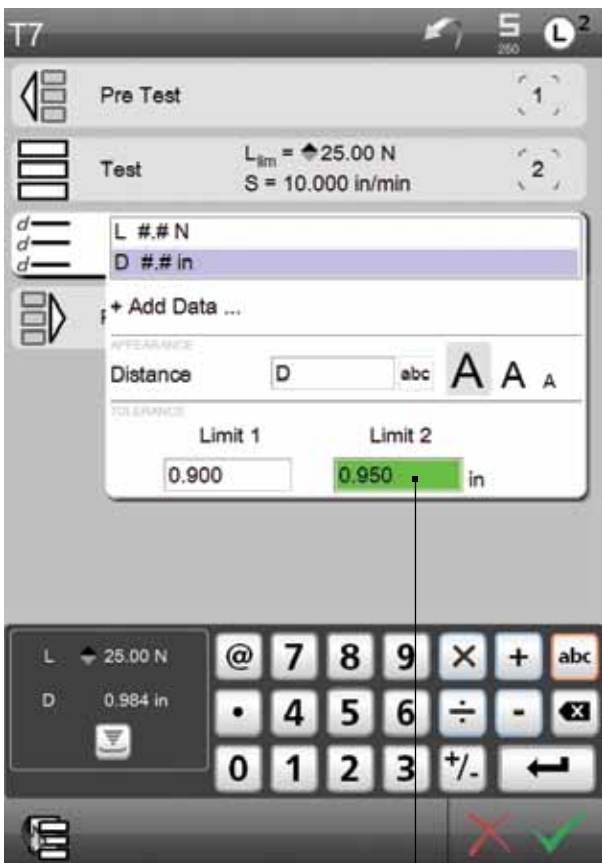 T7
S
250
L 2
Pre Test
1
Test
L lim = 25.00 N
S = 10.000 in/min
2
d
d
d
L #.# N
D #.# in
+ Add Data ...
APPEARANCE
Distance D abc A A A
TOLERANCE
Limit 1 Limit 2
0.900 0.950 in
L 25.00 N
D 0.984 in
@ 7 8 9 × + abc
. 4 5 6 ÷ -
0 1 2 3 +/-